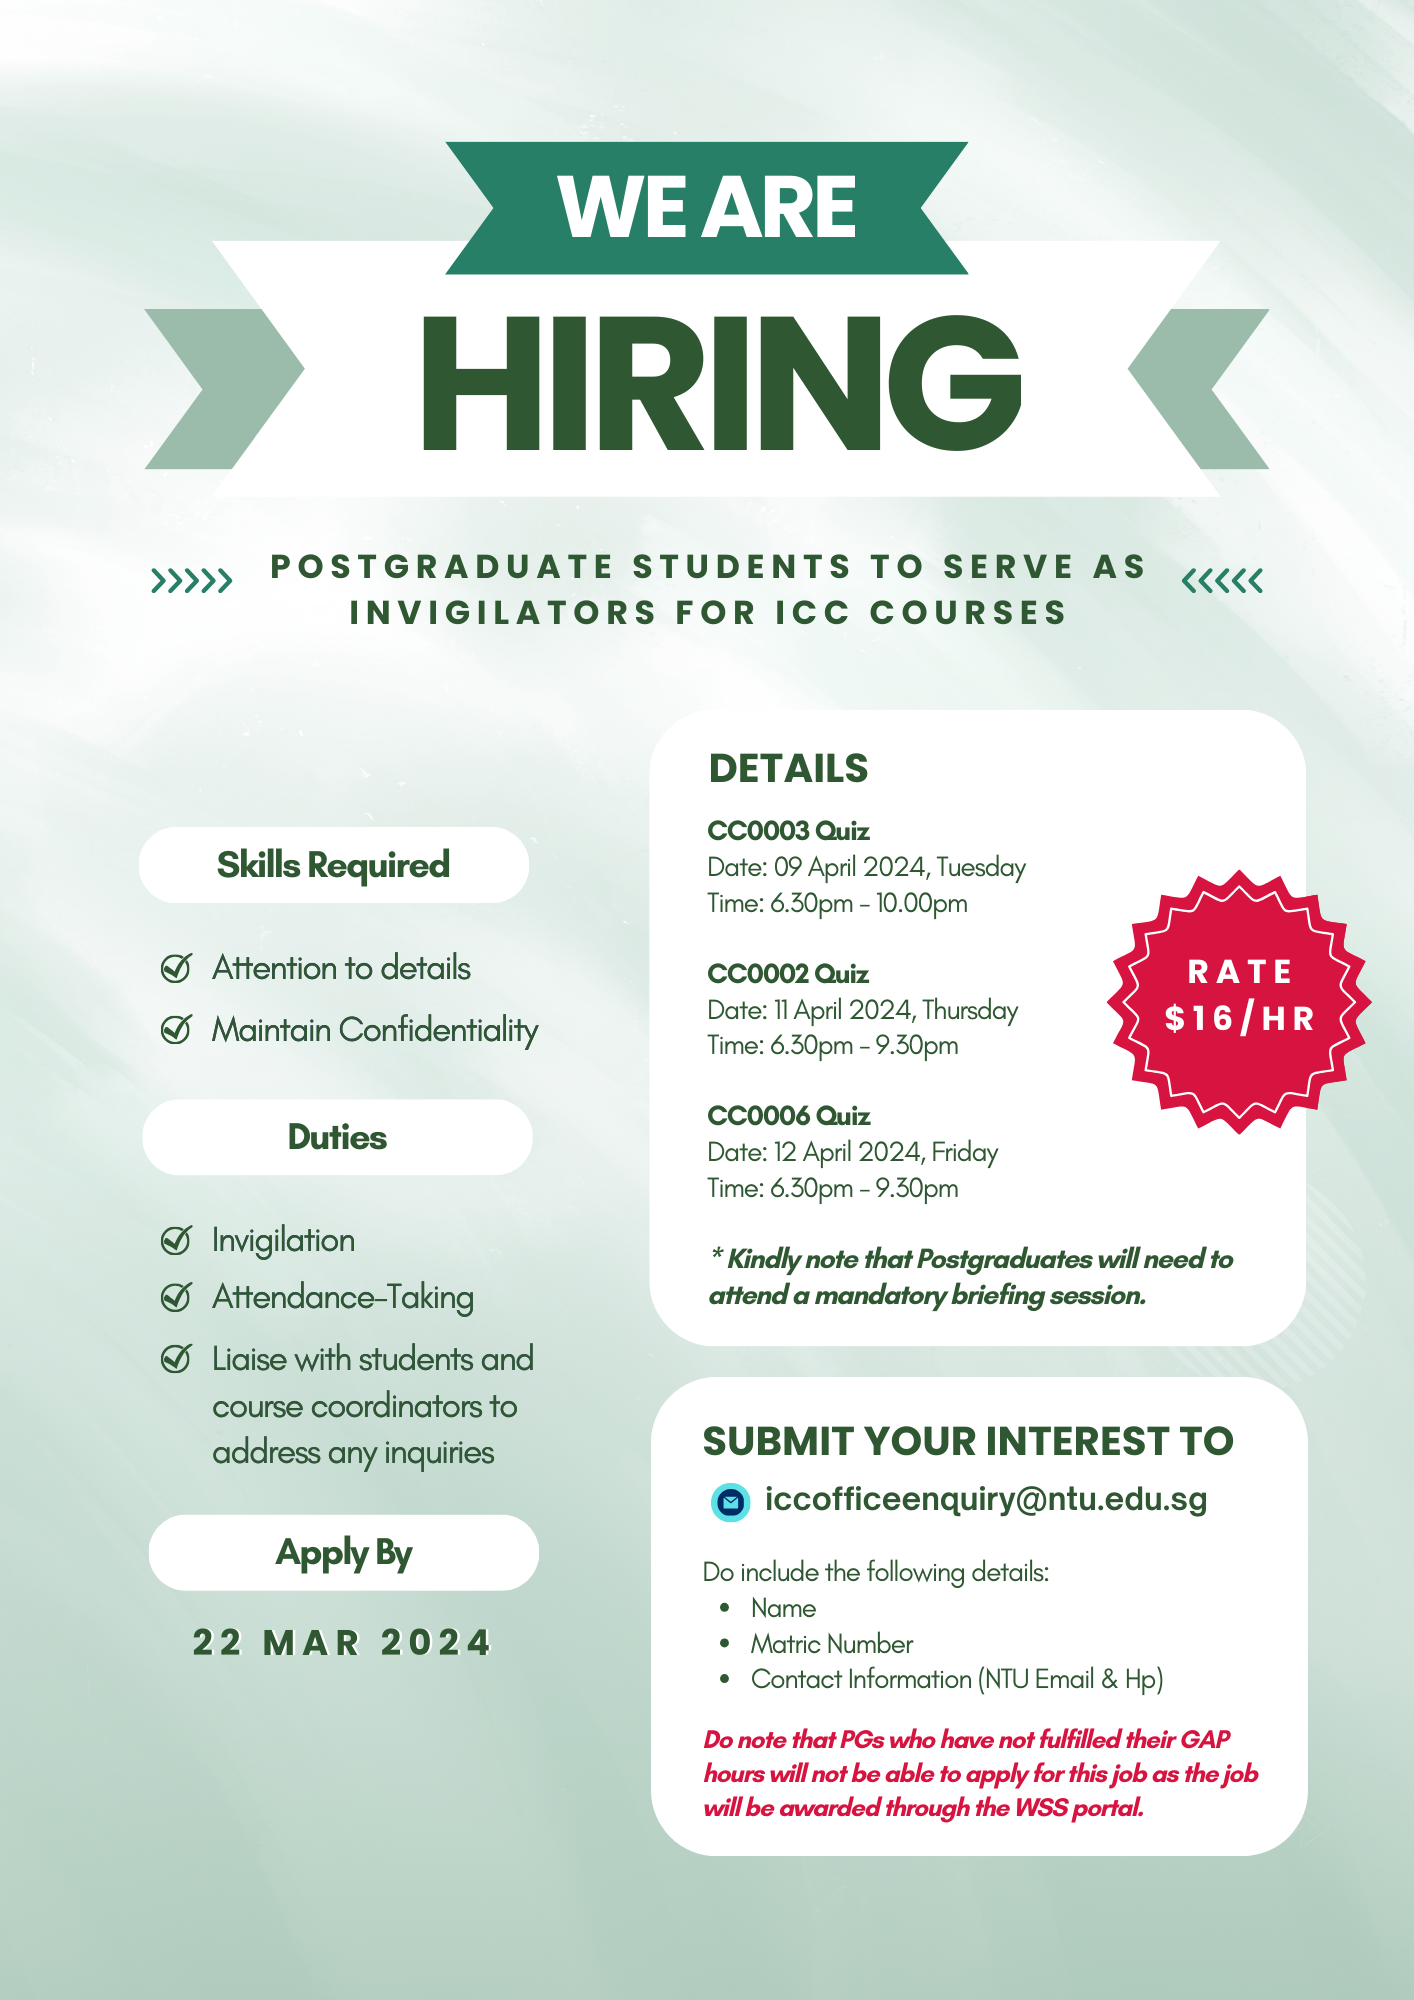 WE ARE
HIRING
POSTGRADUATE STUDENTS TO SERVE AS
INVIGILATORS FOR ICC COURSES
Skills Required
Attention to details
Maintain Confidentiality
Duties
Invigilation
Attendance-Taking
Liaise with students and
course coordinators to
address any inquiries
Apply By
22 MAR 2024
DETAILS
CC0003 Quiz
Date: 09 April 2024, Tuesday
Time: 6.30pm - 10.00pm
CC0002 Quiz
Date: 11 April 2024, Thursday
Time: 6.30pm - 9.30pm
CC0006 Quiz
Date: 12 April 2024, Friday
Time: 6.30pm - 9.30pm
* Kindly note that Postgraduates will need to
attend a mandatory briefing session.
RATE
$16/HR
SUBMIT YOUR INTEREST TO
iccofficeenquiry@ntu.edu.sg
Do include the following details:
• Name
• Matric Number
• Contact Information (NTU Email & Hp)
Do note that PGs who have not fulfilled their GAP
hours will not be able to apply for this job as the job
will be awarded through the WSS portal.